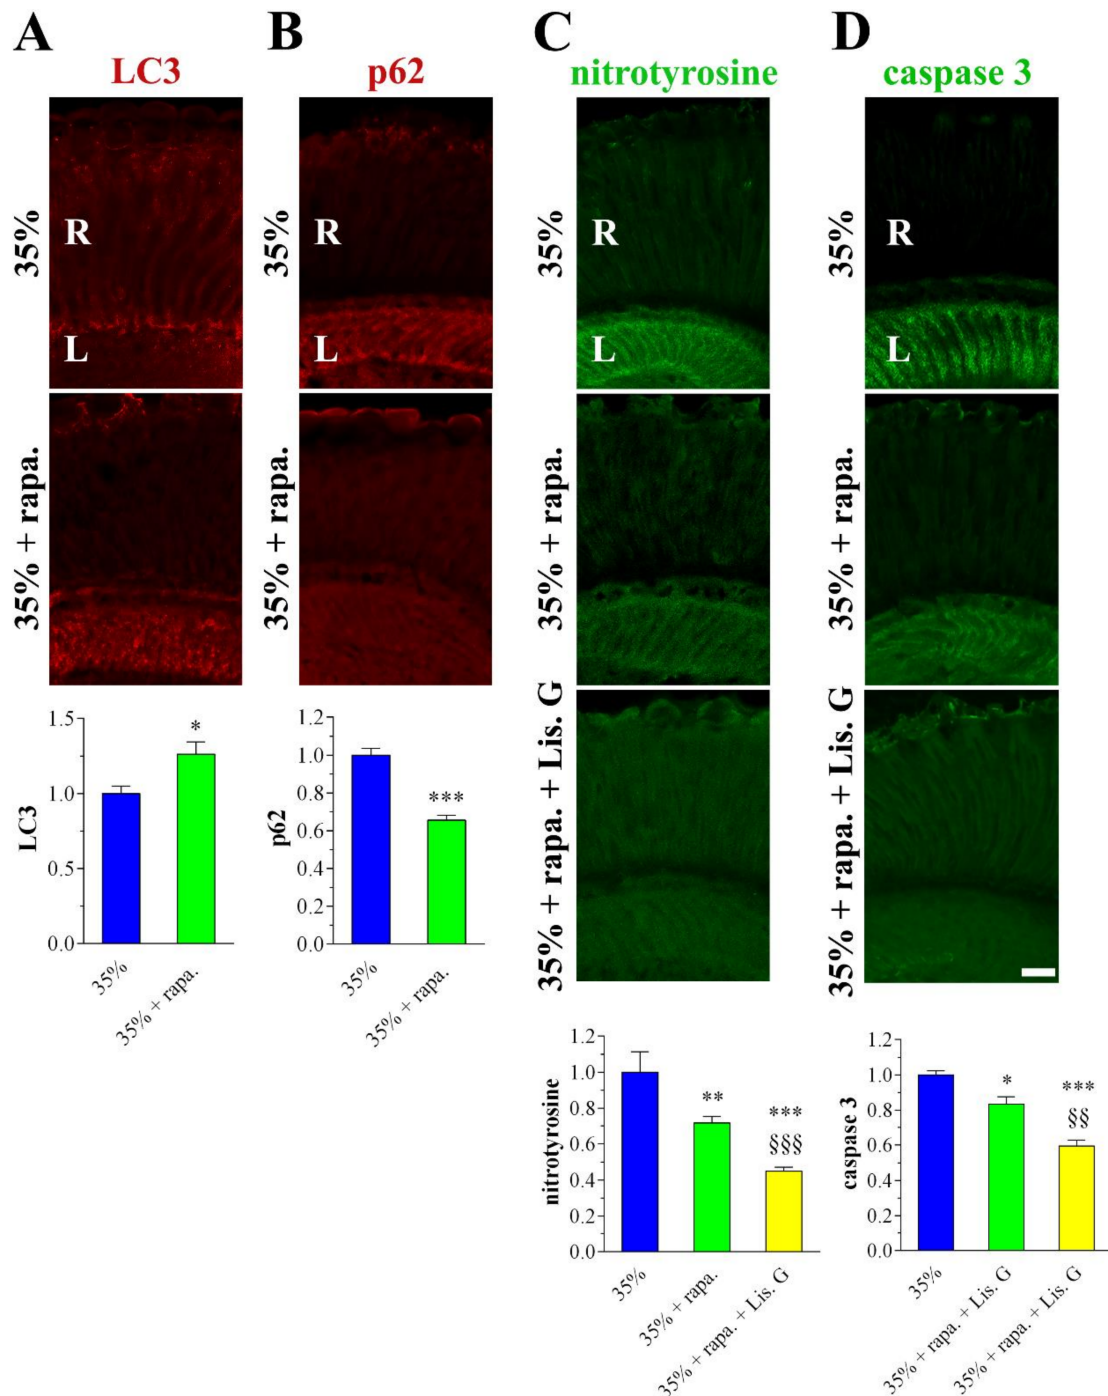 A
B
C
D
LC3
p62
nitrotyrosine
caspase 3
35%
R
L
35%
R
L
35%
R
L
35%
R
L
35% + rapa.
35% + rapa.
35% + rapa.
35% + rapa.
35% + rapa. + Lis. G
35% + rapa. + Lis. G
LC3
1.5
1.0
0.5
0.0
*
35%
35% + rapa.
p62
1.2
1.0
0.8
0.6
0.4
0.2
0.0
***
35%
35% + rapa.
nitrotyrosine
1.2
1.0
0.8
0.6
0.4
0.2
0.0
**
***
§§§
35%
35% + rapa.
35% + rapa. + Lis. G
caspase 3
1.2
1.0
0.8
0.6
0.4
0.2
0.0
*
***
§§
35%
35% + rapa. + Lis. G
35% + rapa. + Lis. G